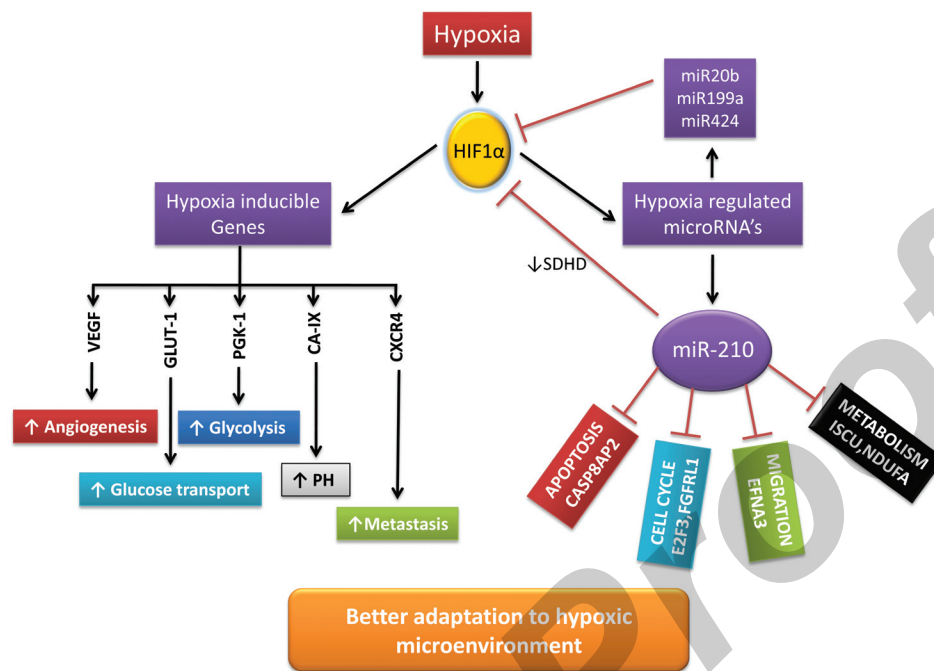 Hypoxia
miR20b
miR199a
miR424
HIF1α
Hypoxia inducible
Genes
Hypoxia regulated
microRNA's
↓SDHD
VEGF
GLUT-1
PGK-1
CA-IX
CXCR4
miR-210
↑ Angiogenesis
↑ Glycolysis
↑ Glucose transport
↑ PH
↑Metastasis
APOPTOSIS
CASP8AP2
CELL CYCLE
E2F3,FGFRL1
MIGRATION
EFNA3
METABOLISM
ISCU,NDUFA
Better adaptation to hypoxic
microenvironment
Proof